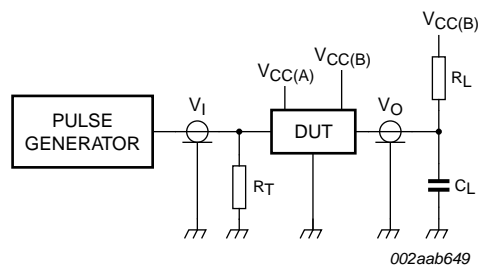 VCC(B)
VCC(A)
VCC(B)
RL
VI
VO
PULSE
GENERATOR
DUT
RT
CL
002aab649